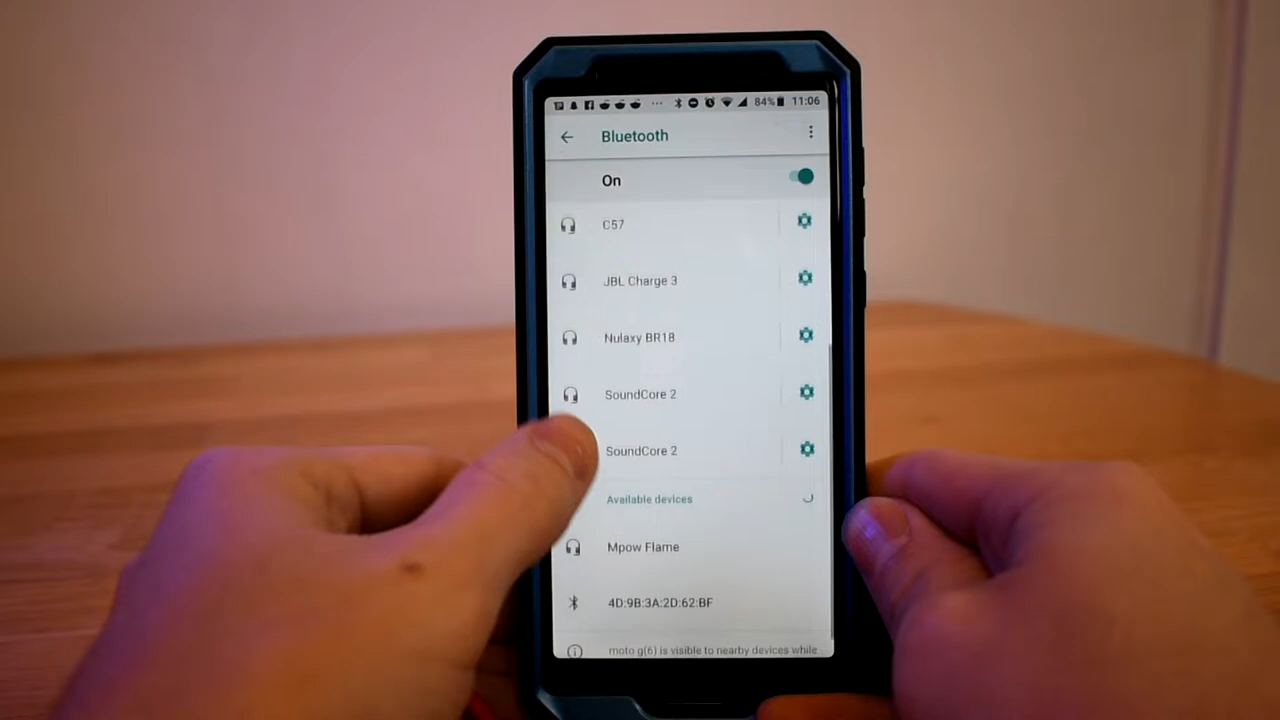 84% 11:06
Bluetooth
On
C57
JBL Charge 3
Nulaxy BR18
SoundCore 2
SoundCore 2
Available devices
Mpow Flame
4D:9B:3A:2D:62:BF
moto g(6) is visible to nearby devices while